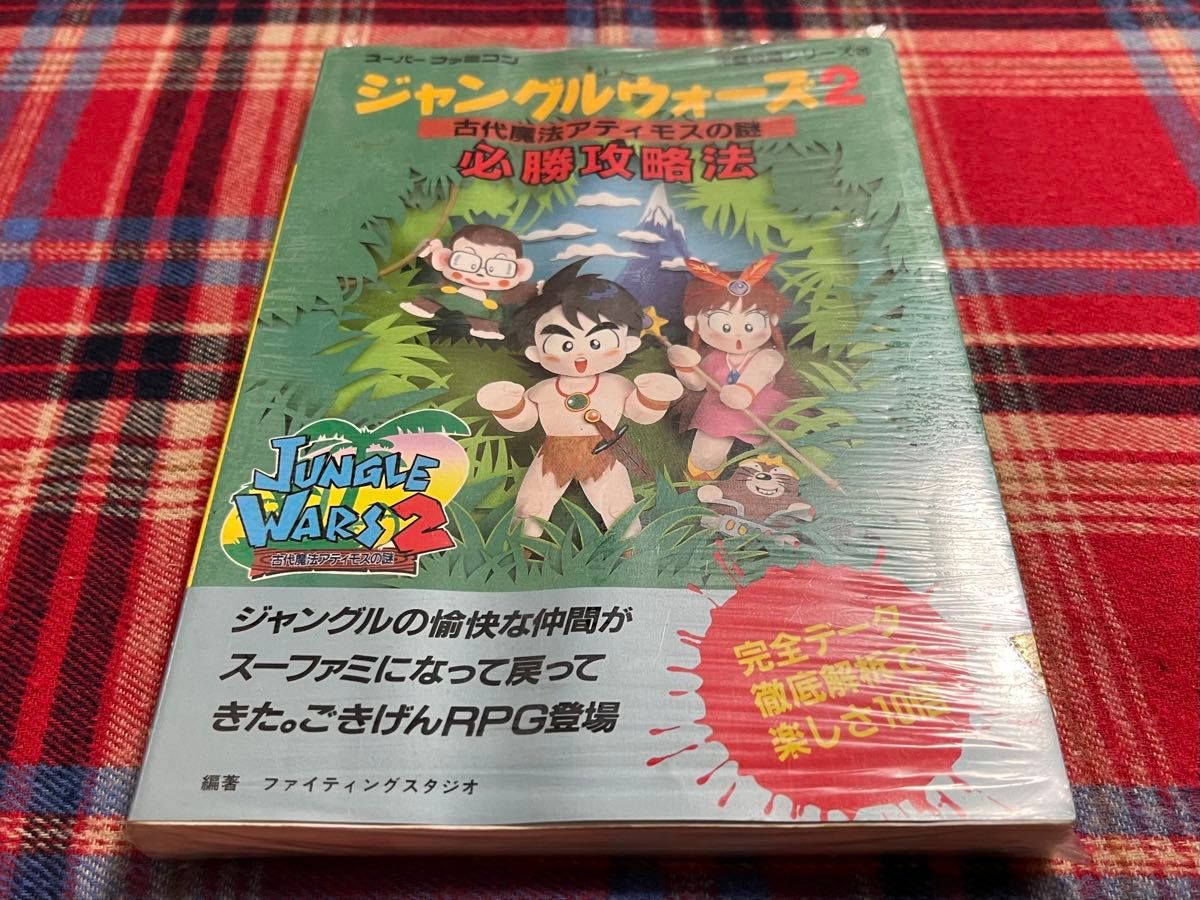 スーパーファミコン
ジャングルウォーズ2
古代魔法アティモスの謎
必勝攻略法
JUNGLE
WARS 2
古代魔法アティモスの謎
ジャングルの愉快な仲間が
スーファミになって戻って
きた。ごきげんRPG登場
完全データ
徹底解析で
楽しさ10倍
編著 ファイティングスタジオ